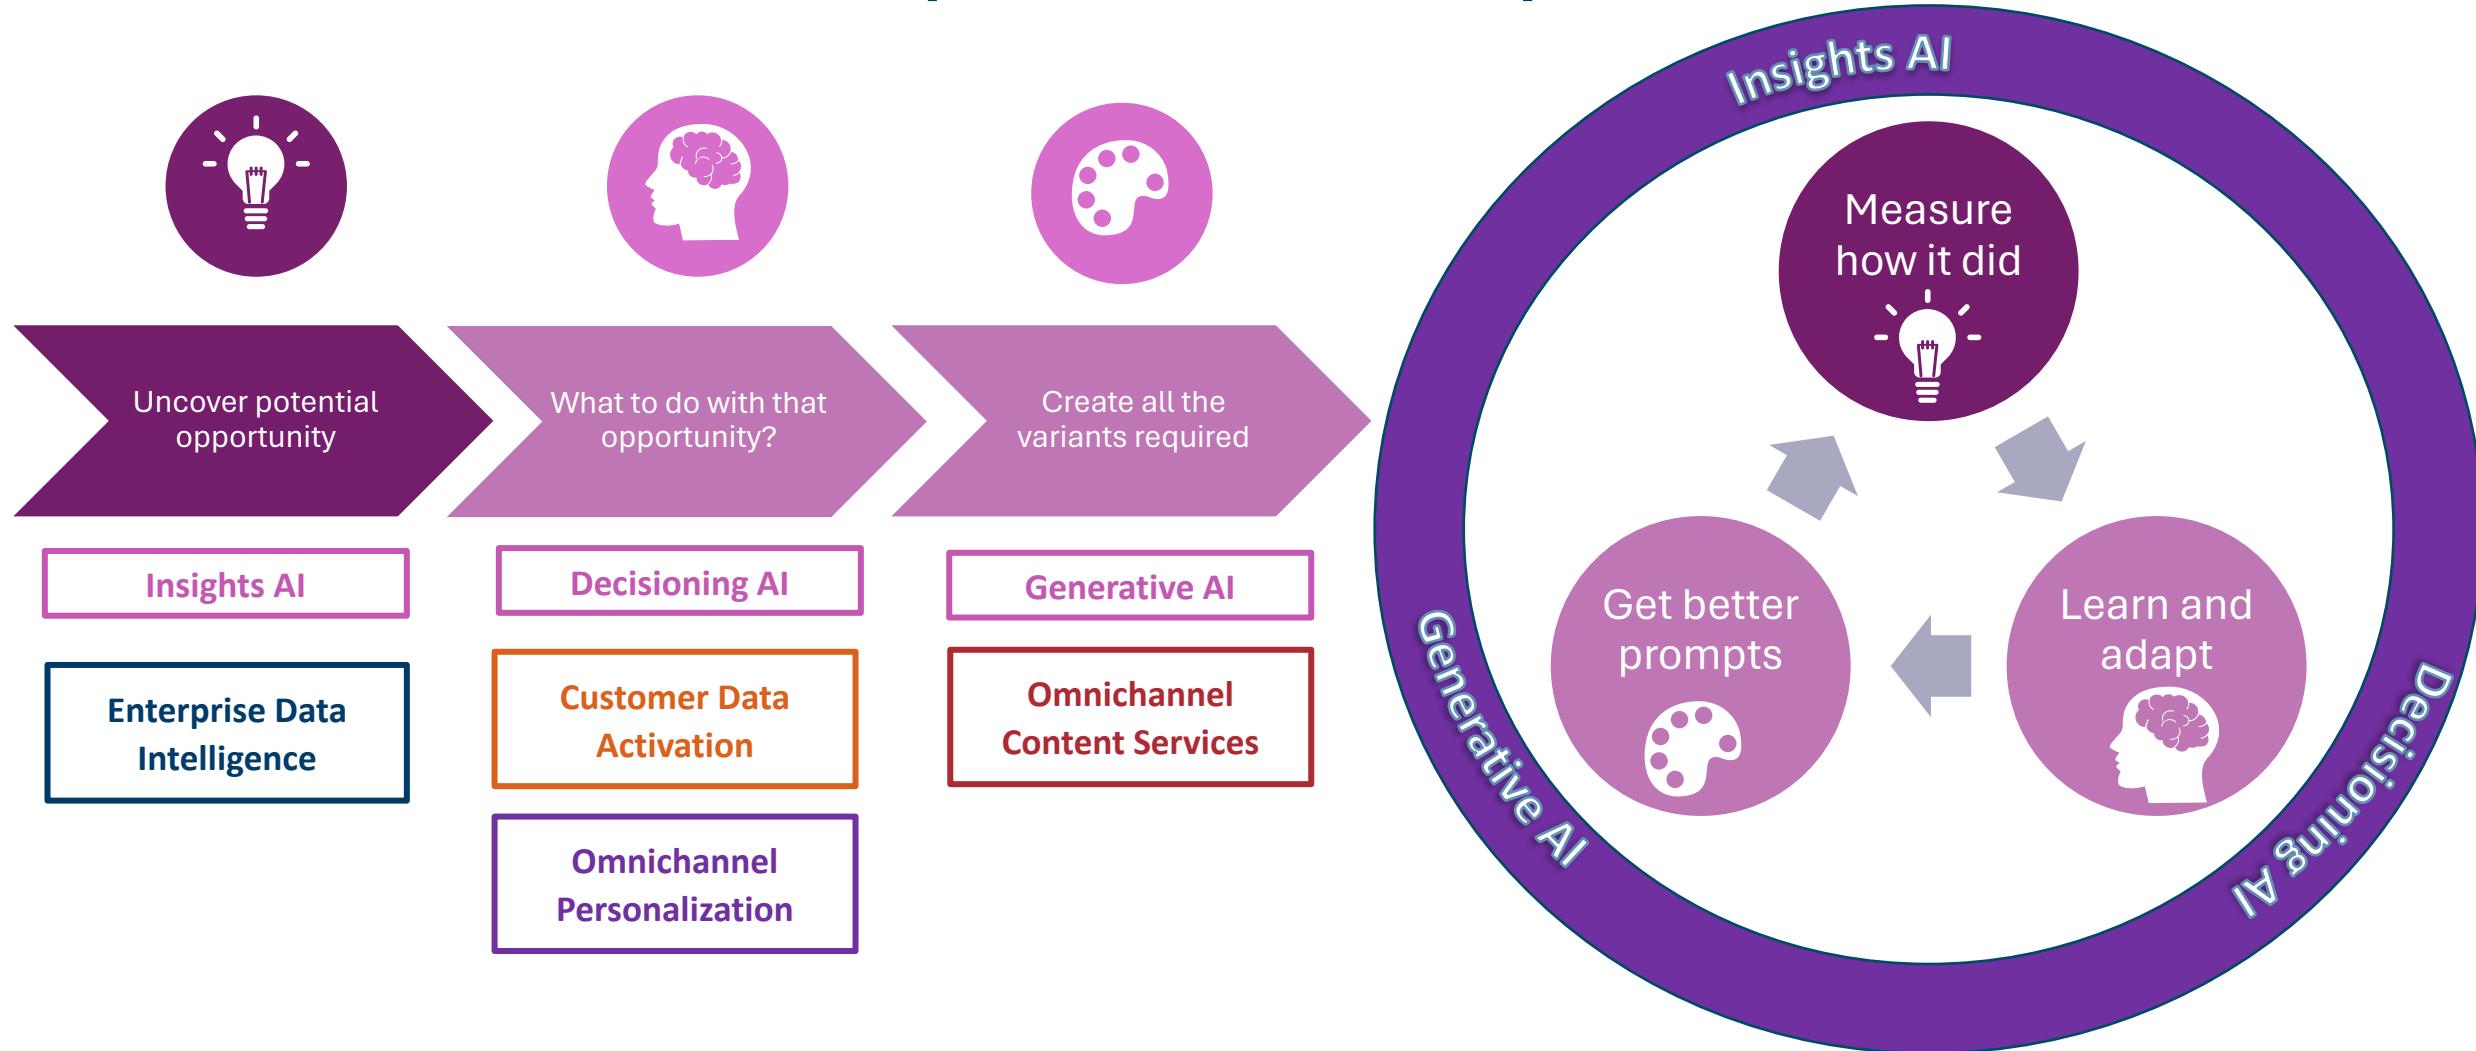 Uncover potential
opportunity
What to do with that
opportunity?
Create all the
variants required
Insights AI
Decisioning AI
Generative AI
Enterprise Data
Intelligence
Customer Data
Activation
Omnichannel
Content Services
Omnichannel
Personalization
Insights AI
Measure
how it did
Learn and
adapt
Get better
prompts
Decisioning AI
Generative AI